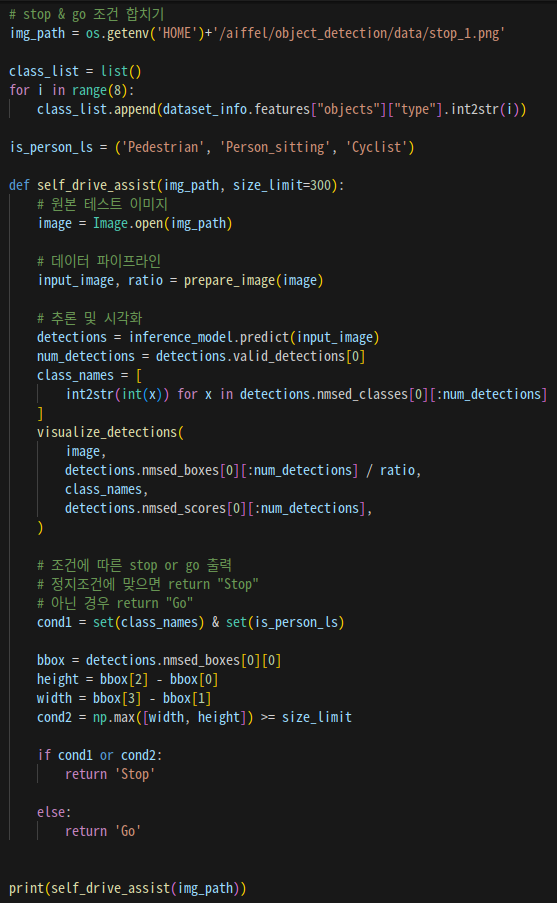 # stop & go 조건 합치기
img_path = os.getenv('HOME')+'/aiffel/object_detection/data/stop_1.png'
class_list = list()
for i in range(8):
    class_list.append(dataset_info.features["objects"]["type"].int2str(i))
is_person_ls = ('Pedestrian', 'Person_sitting', 'Cyclist')
def self_drive_assist(img_path, size_limit=300):
    # 원본 테스트 이미지
    image = Image.open(img_path)
    # 데이터 파이프라인
    input_image, ratio = prepare_image(image)
    # 추론 및 시각화
    detections = inference_model.predict(input_image)
    num_detections = detections.valid_detections[0]
    class_names = [
        int2str(int(x)) for x in detections.nmsed_classes[0][:num_detections]
    ]
    visualize_detections(
        image,
        detections.nmsed_boxes[0][:num_detections] / ratio,
        class_names,
        detections.nmsed_scores[0][:num_detections],
    )
    # 조건에 따른 stop or go 출력
    # 정지조건에 맞으면 return "Stop"
    # 아닌 경우 return "Go"
    cond1 = set(class_names) & set(is_person_ls)
    bbox = detections.nmsed_boxes[0][0]
    height = bbox[2] - bbox[0]
    width = bbox[3] - bbox[1]
    cond2 = np.max([width, height]) >= size_limit
    if cond1 or cond2:
        return 'Stop'
    else:
        return 'Go'
print(self_drive_assist(img_path))